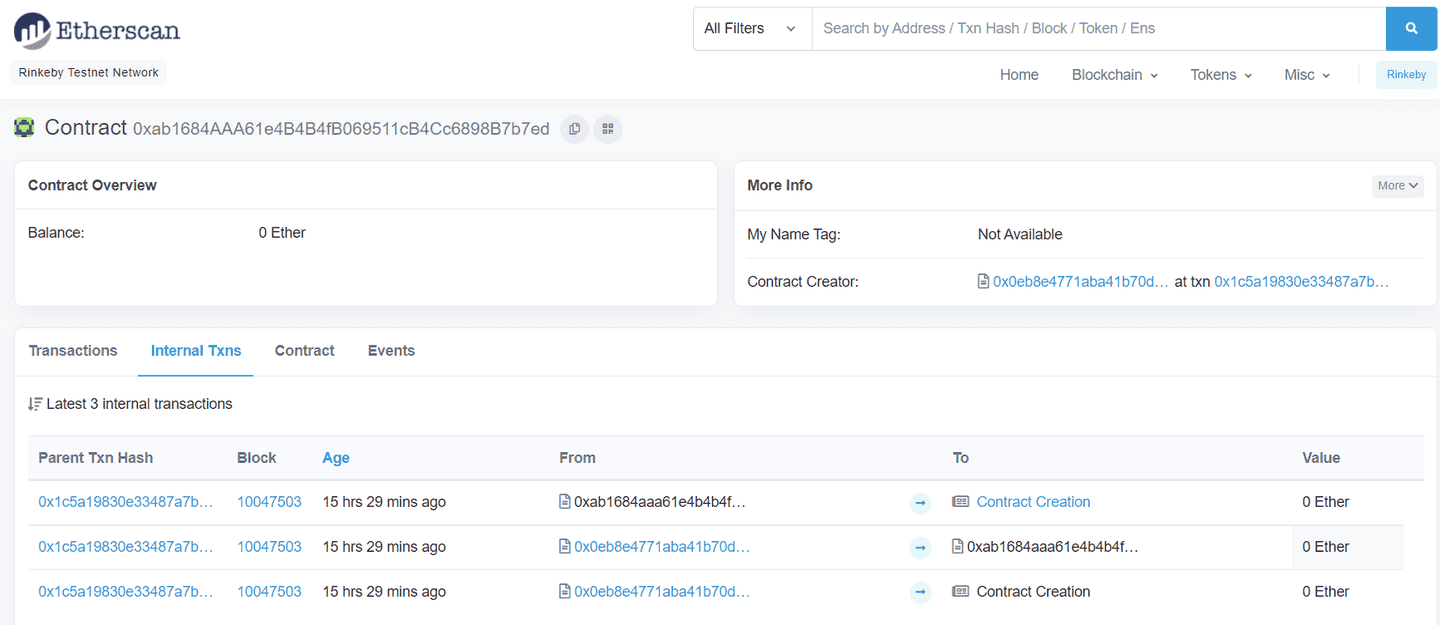 Etherscan
All Filters
Search by Address / Txn Hash / Block / Token / Ens
Rinkeby Testnet Network
Home Blockchain Tokens Misc Rinkeby
Contract 0xab1684AAA61e4B4B4fB069511cB4Cc6898B7b7ed
Contract Overview
Balance: 0 Ether
More Info More
My Name Tag: Not Available
Contract Creator: 0x0eb8e4771aba41b70d… at txn 0x1c5a19830e33487a7b…
Transactions Internal Txns Contract Events
Latest 3 internal transactions
Parent Txn Hash Block Age From To Value
0x1c5a19830e33487a7b… 10047503 15 hrs 29 mins ago 0xab1684aaa61e4b4b4f… → Contract Creation 0 Ether
0x1c5a19830e33487a7b… 10047503 15 hrs 29 mins ago 0x0eb8e4771aba41b70d… → 0xab1684aaa61e4b4b4f… 0 Ether
0x1c5a19830e33487a7b… 10047503 15 hrs 29 mins ago 0x0eb8e4771aba41b70d… → Contract Creation 0 Ether